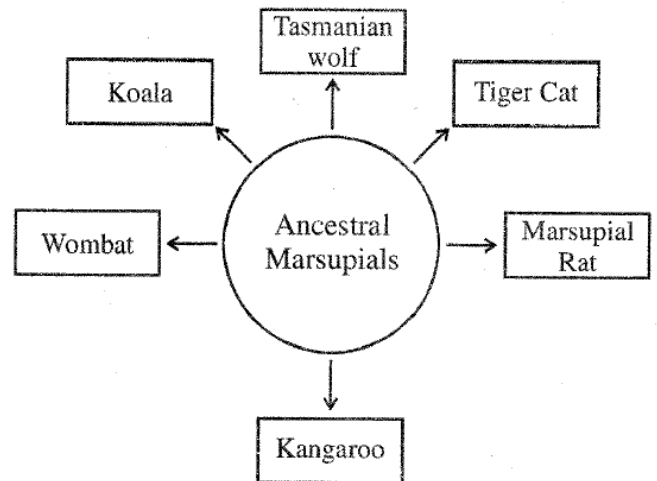 Tasmanian
wolf
Koala
Tiger Cat
Ancestral
Marsupials
Wombat
Marsupial
Rat
Kangaroo